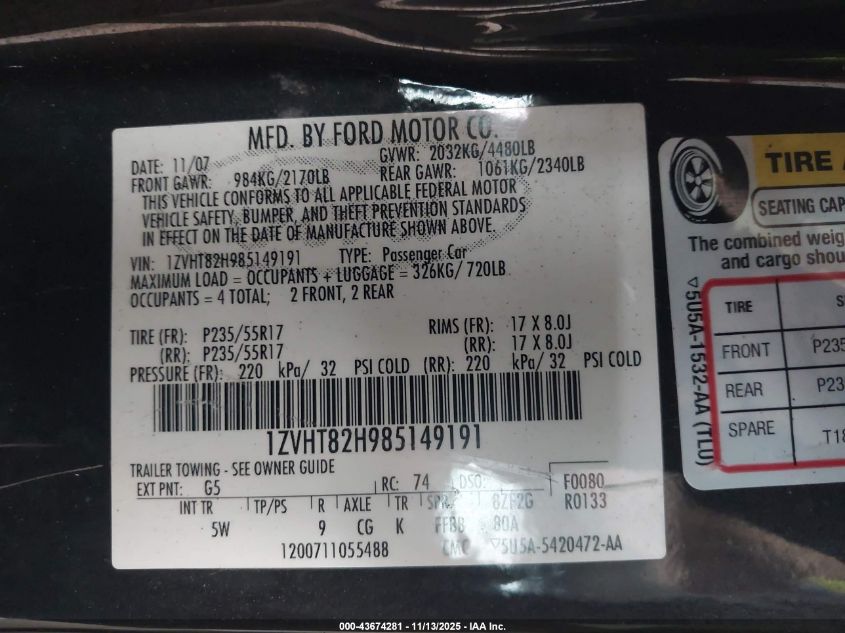 MFD. BY FORD MOTOR CO.
DATE: 11/07 GVWR: 2032KG/4480LB
FRONT GAWR: 984KG/2170LB REAR GAWR: 1061KG/2340LB
THIS VEHICLE CONFORMS TO ALL APPLICABLE FEDERAL MOTOR
VEHICLE SAFETY, BUMPER, AND THEFT PREVENTION STANDARDS
IN EFFECT ON THE DATE OF MANUFACTURE SHOWN ABOVE.
VIN: 1ZVHT82H985149191 TYPE: Passenger Car
MAXIMUM LOAD = OCCUPANTS + LUGGAGE = 326KG/720LB
OCCUPANTS = 4 TOTAL; 2 FRONT, 2 REAR
TIRE (FR): P235/55R17 RIMS (FR): 17 X 8.0J
(RR): P235/55R17 (RR): 17 X 8.0J
PRESSURE (FR): 220 kPa/ 32 PSI COLD (RR): 220 kPa/ 32 PSI COLD
1ZVHT82H985149191
TRAILER TOWING - SEE OWNER GUIDE
EXT PNT: G5 RC: 74 DSO: F0080
INT TR TP/PS R AXLE TR SPR 8ZF2G R0133
5W 9 CG K FFBB 80A
1200711055488 CMC ▽5U5A-5420472-AA
TIRE
SEATING CAP
The combined weig
and cargo shou
TIRE S
FRONT P235
REAR P23
SPARE T18
▽5U5A-1532-AA (TL0)
000-43674281 - 11/13/2025 - IAA Inc.